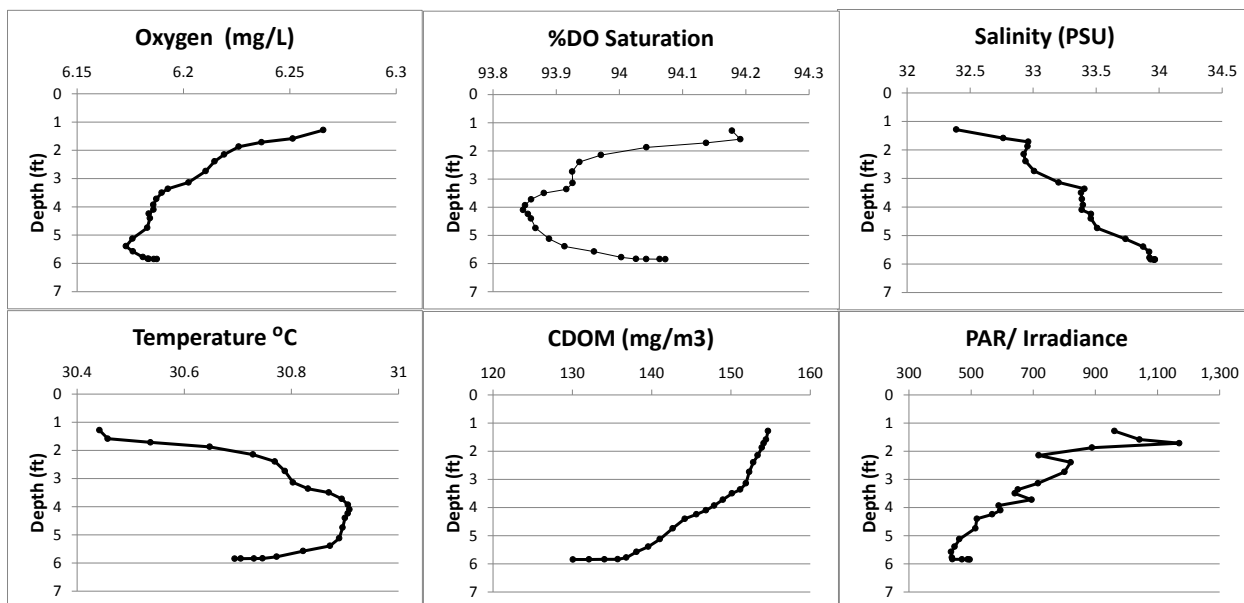 Oxygen (mg/L)
6.15 6.2 6.25 6.3
0
1
2
3
4
5
6
7
Depth (ft)
%DO Saturation
93.8 93.9 94 94.1 94.2 94.3
0
1
2
3
4
5
6
7
Depth (ft)
Salinity (PSU)
32 32.5 33 33.5 34 34.5
0
1
2
3
4
5
6
7
Depth (ft)
Temperature ⁰C
30.4 30.6 30.8 31
0
1
2
3
4
5
6
7
Depth (ft)
CDOM (mg/m3)
120 130 140 150 160
0
1
2
3
4
5
6
7
Depth (ft)
PAR/ Irradiance
300 500 700 900 1,100 1,300
0
1
2
3
4
5
6
7
Depth (ft)